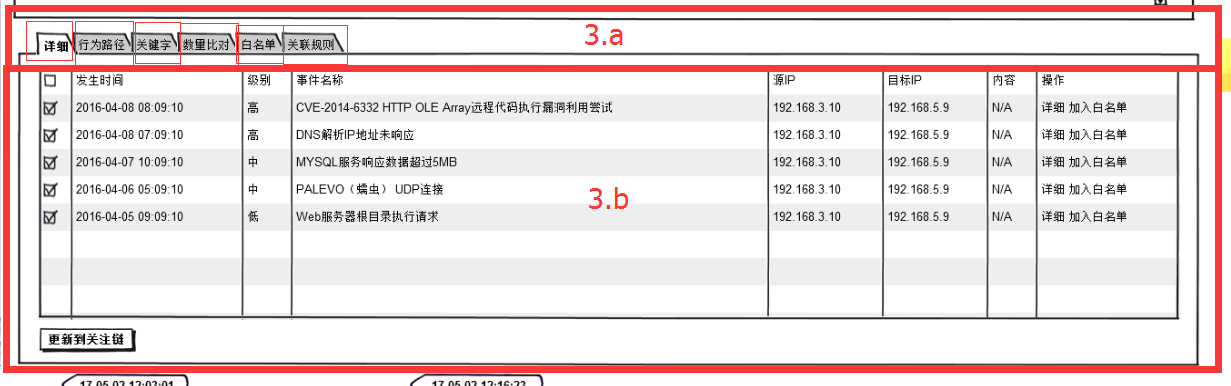 3.a
详细 行为路径 关键字 数量比对 白名单 关联规则
发生时间 级别 事件名称 源IP 目标IP 内容 操作
2016-04-08 08:09:10 高 CVE-2014-6332 HTTP OLE Array远程代码执行漏洞利用尝试 192.168.3.10 192.168.5.9 N/A 详细 加入白名单
2016-04-08 07:09:10 高 DNS解析IP地址未响应 192.168.3.10 192.168.5.9 N/A 详细 加入白名单
2016-04-07 10:09:10 中 MYSQL服务响应数据超过5MB 192.168.3.10 192.168.5.9 N/A 详细 加入白名单
2016-04-06 05:09:10 中 PALEVO（蠕虫） UDP连接 192.168.3.10 192.168.5.9 N/A 详细 加入白名单
3.b
2016-04-05 09:09:10 低 Web服务器根目录执行请求 192.168.3.10 192.168.5.9 N/A 详细 加入白名单
更新到关注链
17.05.02 12:03:01 17.05.02 12:16:23